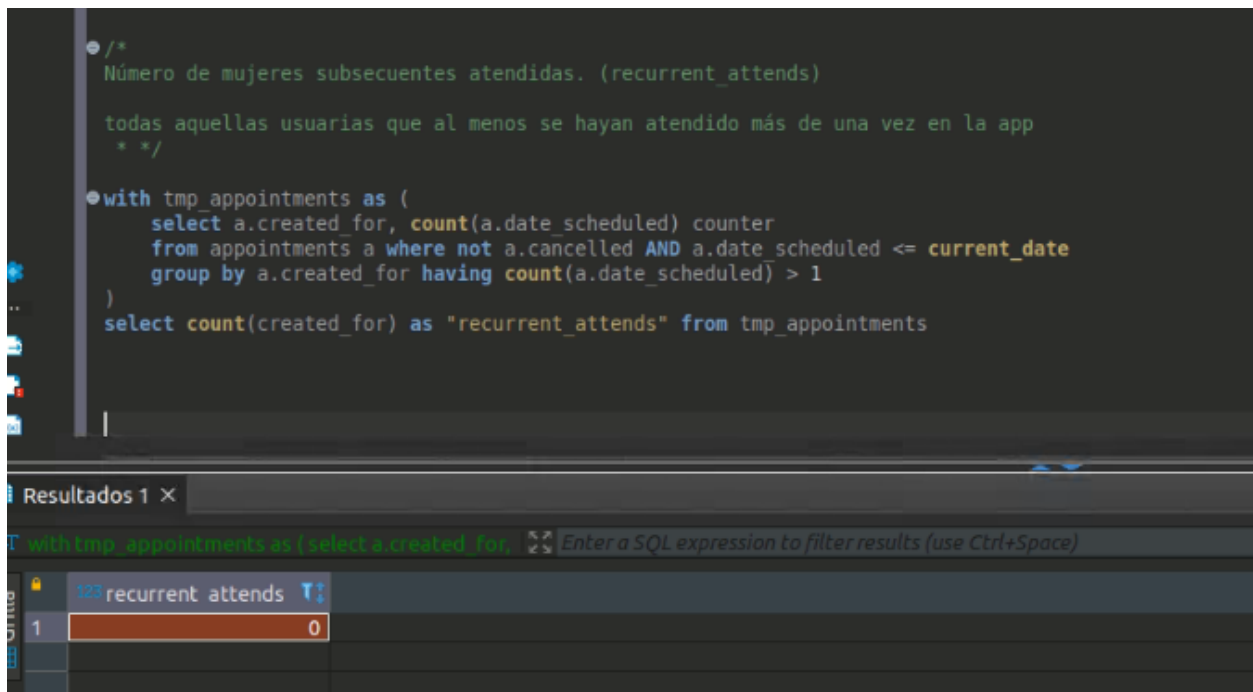 /*
Número de mujeres subsecuentes atendidas. (recurrent_attends)
todas aquellas usuarias que al menos se hayan atendido más de una vez en la app
* */
with tmp_appointments as (
select a.created_for, count(a.date_scheduled) counter
from appointments a where not a.cancelled AND a.date_scheduled <= current_date
group by a.created_for having count(a.date_scheduled) > 1
)
select count(created_for) as "recurrent_attends" from tmp_appointments
Resultados 1 ×
T with tmp_appointments as ( select a.created_for, Enter a SQL expression to filter results (use Ctrl+Space)
123 recurrent_attends
1 0